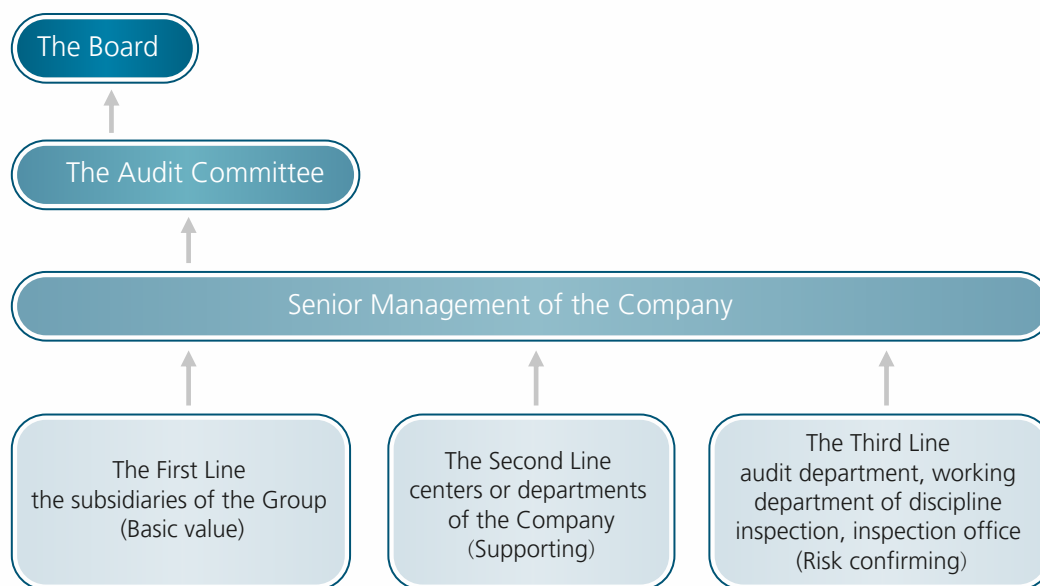 The Board
The Audit Committee
Senior Management of the Company
The First Line
the subsidiaries of the Group
(Basic value)
The Second Line
centers or departments
of the Company
(Supporting)
The Third Line
audit department, working
department of discipline
inspection, inspection office
(Risk confirming)